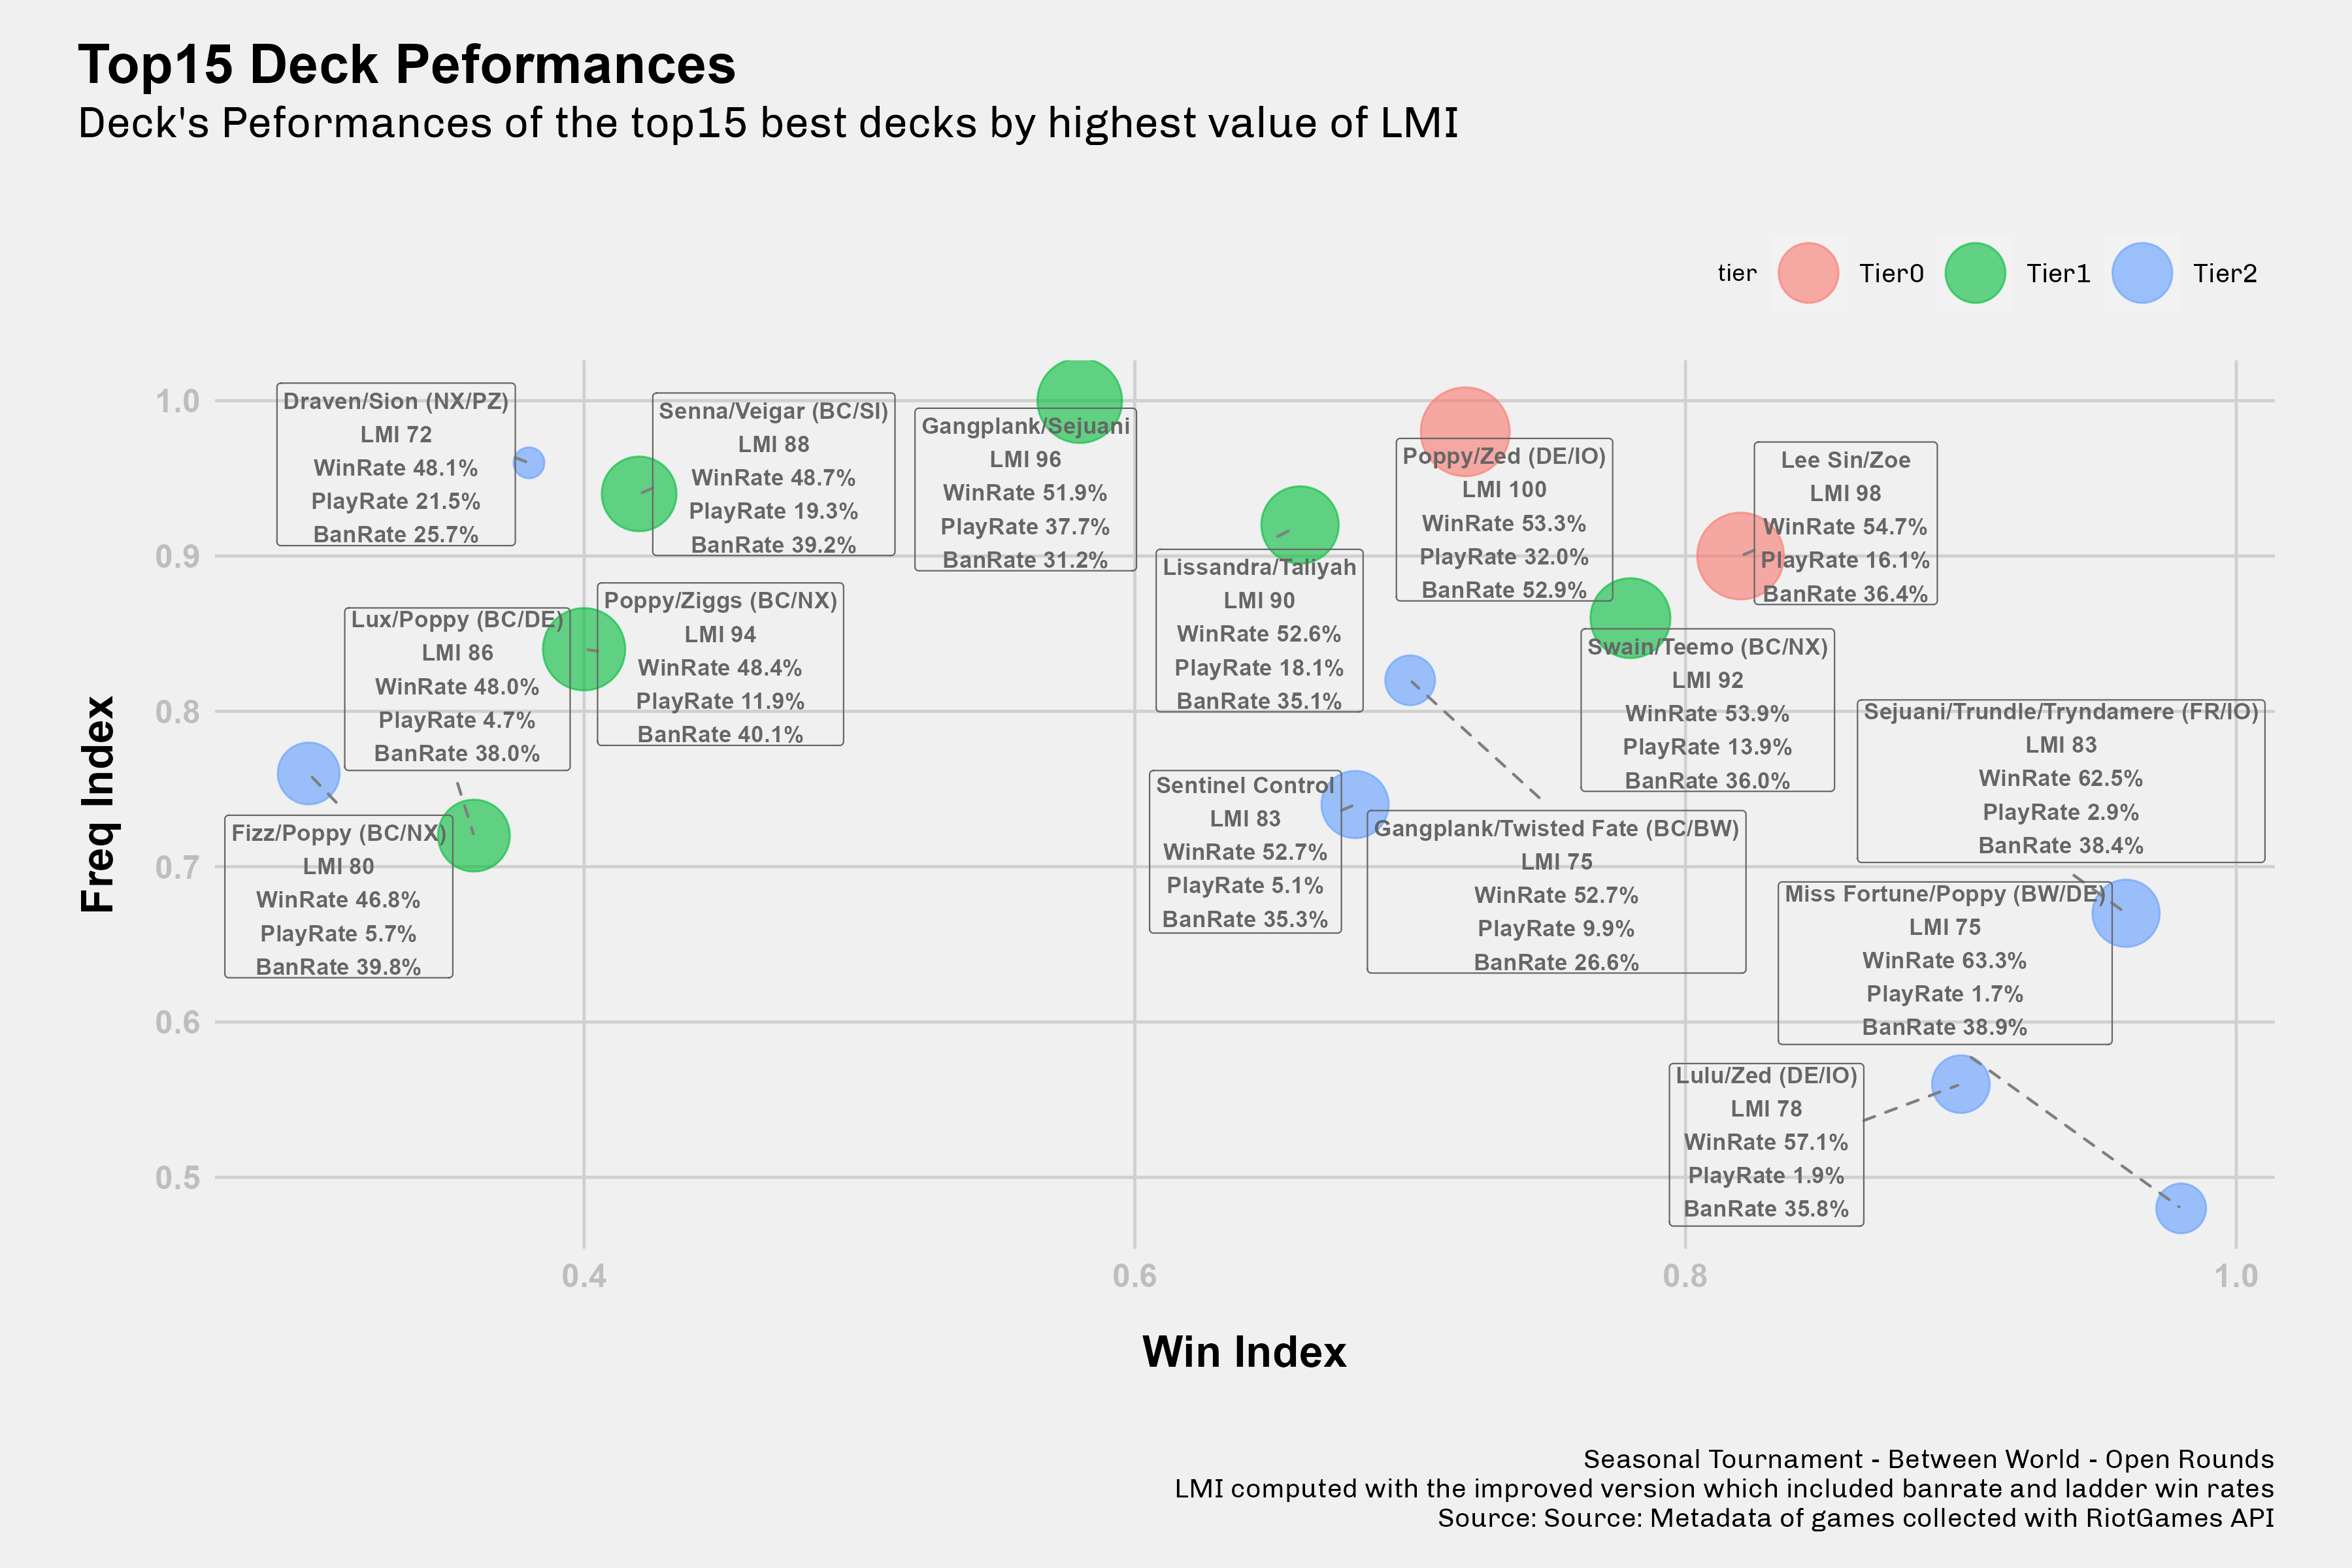 Top15 Deck Peformances
Deck's Peformances of the top15 best decks by highest value of LMI
tier Tier0 Tier1 Tier2
Freq Index
1.0
0.9
0.8
0.7
0.6
0.5
Draven/Sion (NX/PZ)
LMI 72
WinRate 48.1%
PlayRate 21.5%
BanRate 25.7%
Senna/Veigar (BC/SI)
LMI 88
WinRate 48.7%
PlayRate 19.3%
BanRate 39.2%
Gangplank/Sejuani
LMI 96
WinRate 51.9%
PlayRate 37.7%
BanRate 31.2%
Poppy/Zed (DE/IO)
LMI 100
WinRate 53.3%
PlayRate 32.0%
BanRate 52.9%
Lee Sin/Zoe
LMI 98
WinRate 54.7%
PlayRate 16.1%
BanRate 36.4%
Lissandra/Taliyah
LMI 90
WinRate 52.6%
PlayRate 18.1%
BanRate 35.1%
Lux/Poppy (BC/DE)
LMI 86
WinRate 48.0%
PlayRate 4.7%
BanRate 38.0%
Poppy/Ziggs (BC/NX)
LMI 94
WinRate 48.4%
PlayRate 11.9%
BanRate 40.1%
Swain/Teemo (BC/NX)
LMI 92
WinRate 53.9%
PlayRate 13.9%
BanRate 36.0%
Sejuani/Trundle/Tryndamere (FR/IO)
LMI 83
WinRate 62.5%
PlayRate 2.9%
BanRate 38.4%
Fizz/Poppy (BC/NX)
LMI 80
WinRate 46.8%
PlayRate 5.7%
BanRate 39.8%
Sentinel Control
LMI 83
WinRate 52.7%
PlayRate 5.1%
BanRate 35.3%
Gangplank/Twisted Fate (BC/BW)
LMI 75
WinRate 52.7%
PlayRate 9.9%
BanRate 26.6%
Miss Fortune/Poppy (BW/DE)
LMI 75
WinRate 63.3%
PlayRate 1.7%
BanRate 38.9%
Lulu/Zed (DE/IO)
LMI 78
WinRate 57.1%
PlayRate 1.9%
BanRate 35.8%
0.4 0.6 0.8 1.0
Win Index
Seasonal Tournament - Between World - Open Rounds
LMI computed with the improved version which included banrate and ladder win rates
Source: Source: Metadata of games collected with RiotGames API